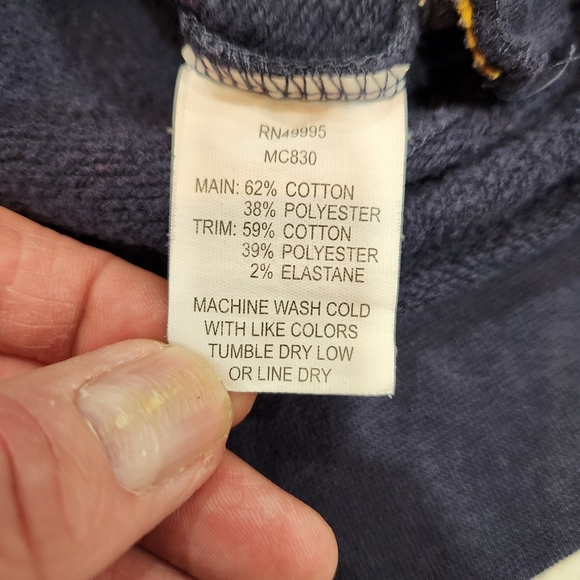 RN49995
MC830
MAIN: 62% COTTON
38% POLYESTER
TRIM: 59% COTTON
39% POLYESTER
2% ELASTANE
MACHINE WASH COLD
WITH LIKE COLORS
TUMBLE DRY LOW
OR LINE DRY